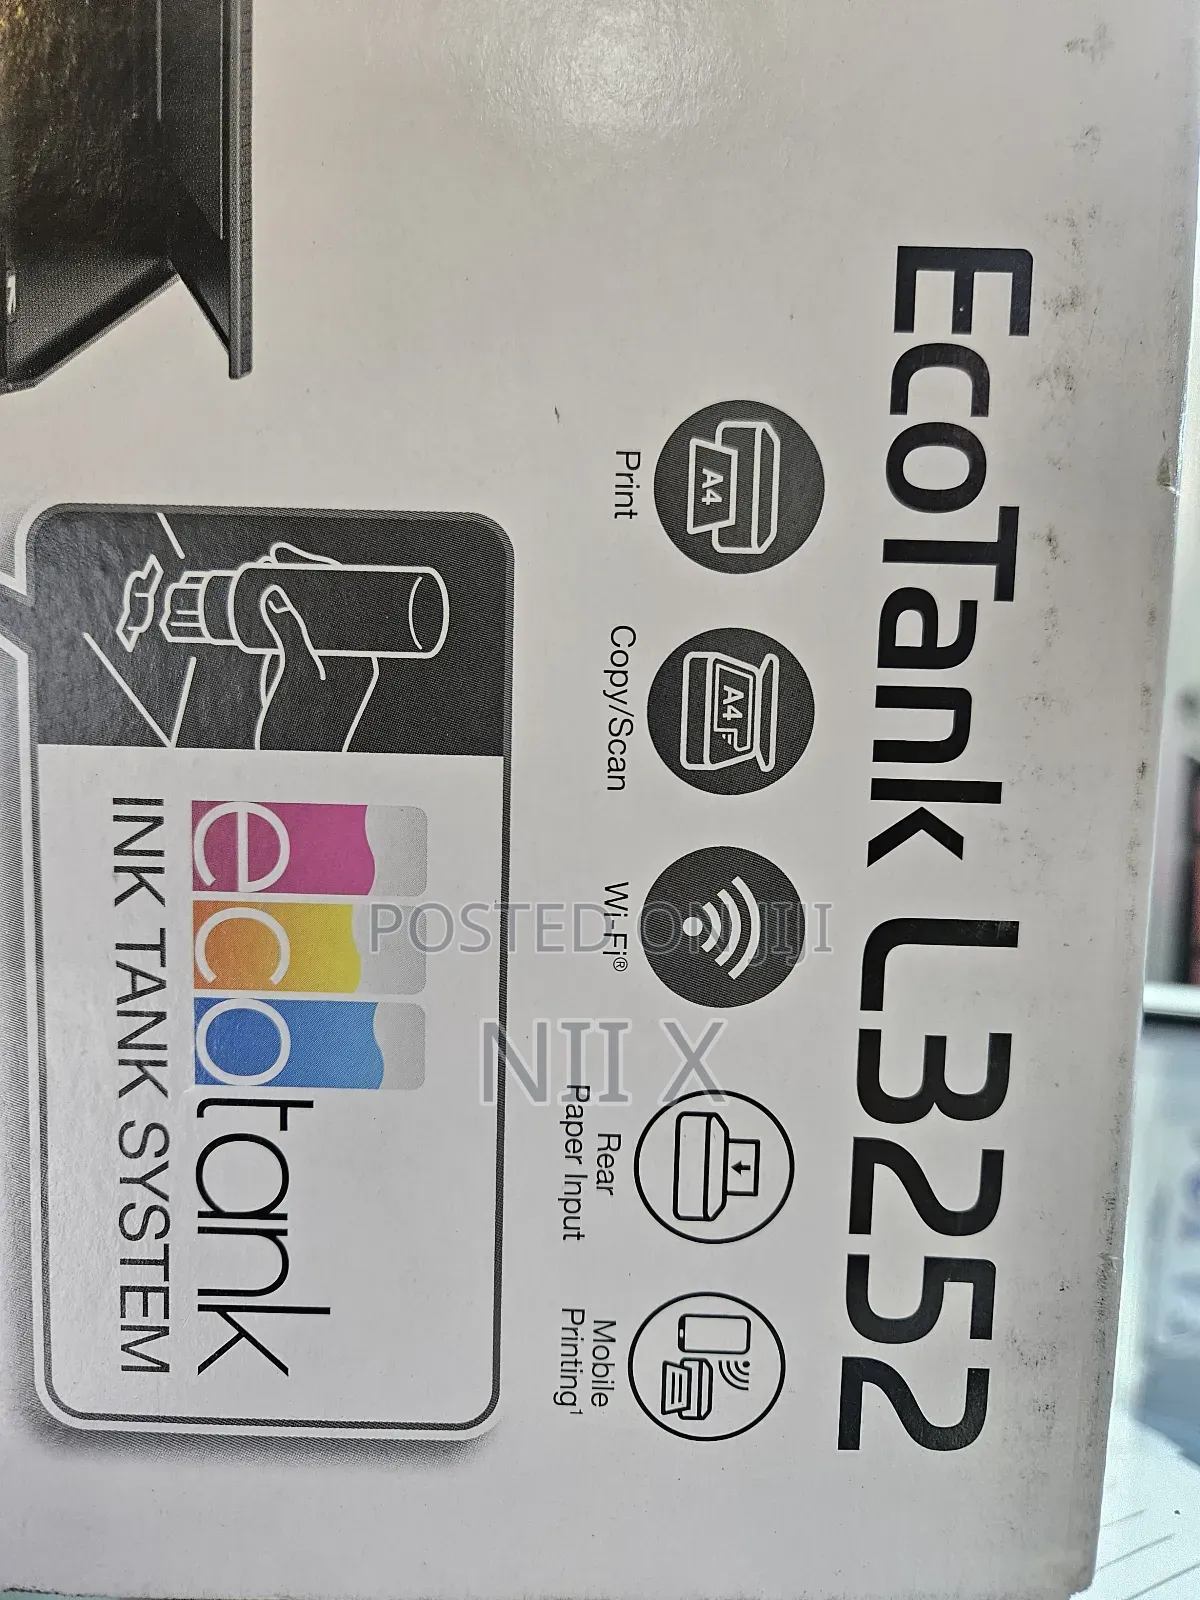 EcoTank L3252
A4
Print
A4
Copy/Scan
Wi-Fi®
Rear
Paper Input
Mobile
Printing¹
ecotank
INK TANK SYSTEM
POSTED ON JIJI
NII X